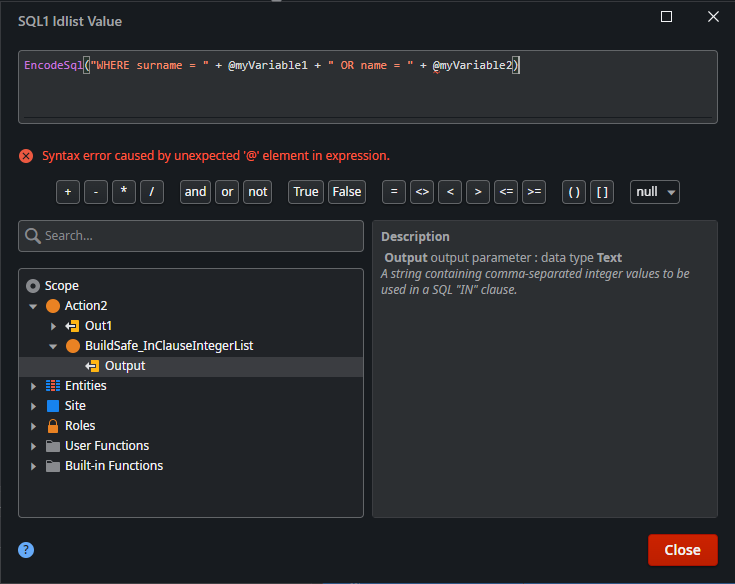 SQL1 Idlist Value
EncodeSql("WHERE surname = " + @myVariable1 + " OR name = " + @myVariable2)
Syntax error caused by unexpected '@' element in expression.
+ - * / and or not True False = <> < > <= >= () [] null
Search...
Scope
Action2
Out1
BuildSafe_InClauseIntegerList
Output
Entities
Site
Roles
User Functions
Built-in Functions
Description
Output output parameter : data type Text
A string containing comma-separated integer values to be
used in a SQL "IN" clause.
?
Close